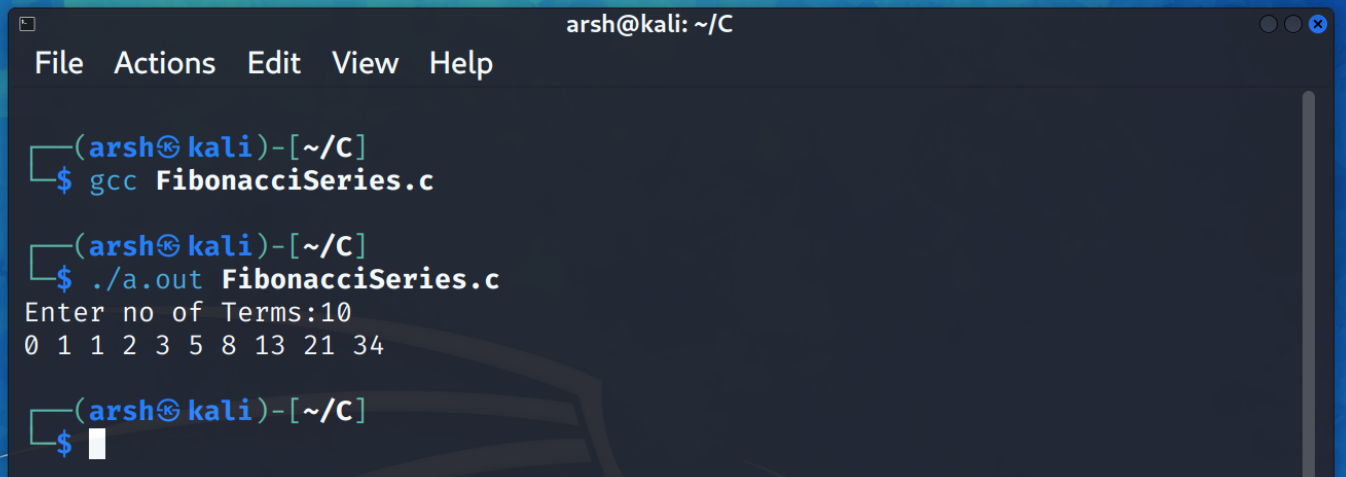 arsh@kali: ~/C
File Actions Edit View Help
┌──(arsh㉿kali)-[~/C]
└─$ gcc FibonacciSeries.c
┌──(arsh㉿kali)-[~/C]
└─$ ./a.out FibonacciSeries.c
Enter no of Terms:10
0 1 1 2 3 5 8 13 21 34
┌──(arsh㉿kali)-[~/C]
└─$